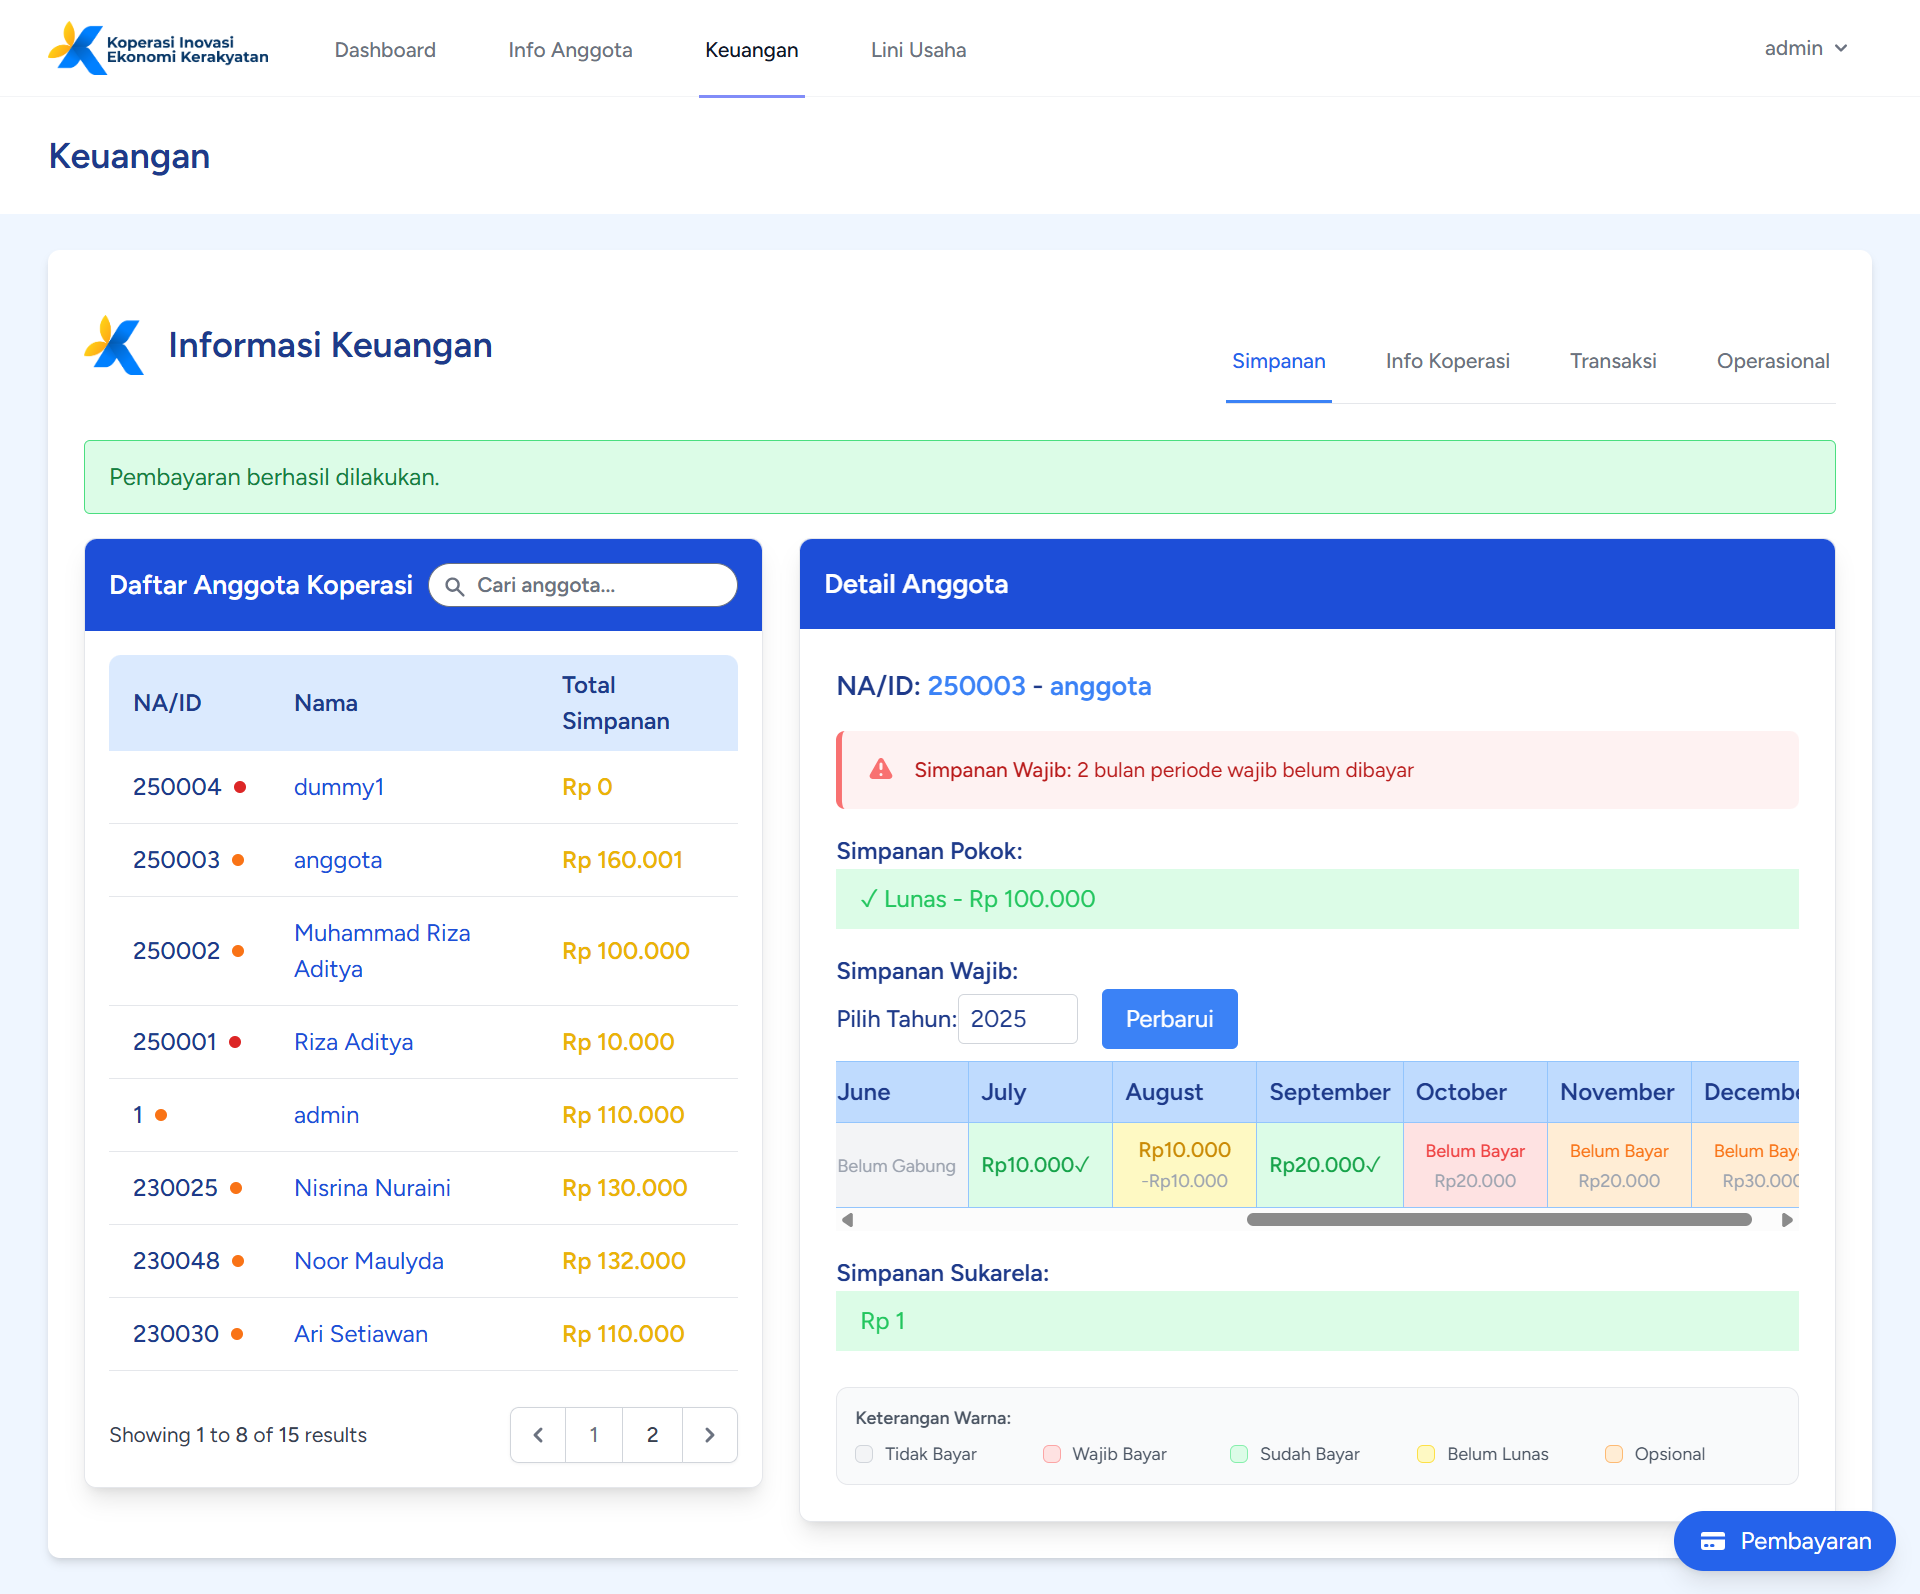 Koperasi Inovasi
Ekonomi Kerakyatan
Dashboard
Info Anggota
Keuangan
Lini Usaha
admin
Keuangan
Informasi Keuangan
Simpanan
Info Koperasi
Transaksi
Operasional
Pembayaran berhasil dilakukan.
Daftar Anggota Koperasi
Cari anggota...
NA/ID Nama Total
Simpanan
250004 dummy1 Rp 0
250003 anggota Rp 160.001
250002 Muhammad Riza
Aditya Rp 100.000
250001 Riza Aditya Rp 10.000
1 admin Rp 110.000
230025 Nisrina Nuraini Rp 130.000
230048 Noor Maulyda Rp 132.000
230030 Ari Setiawan Rp 110.000
Showing 1 to 8 of 15 results
1 2
Detail Anggota
NA/ID: 250003 - anggota
Simpanan Wajib: 2 bulan periode wajib belum dibayar
Simpanan Pokok:
✓ Lunas - Rp 100.000
Simpanan Wajib:
Pilih Tahun: 2025 Perbarui
June July August September October November Decembe
Belum Gabung Rp10.000✓ Rp10.000 Rp20.000✓ Belum Bayar Belum Bayar Belum Bay
-Rp10.000 Rp20.000 Rp20.000 Rp30.000
Simpanan Sukarela:
Rp 1
Keterangan Warna:
Tidak Bayar Wajib Bayar Sudah Bayar Belum Lunas Opsional
Pembayaran